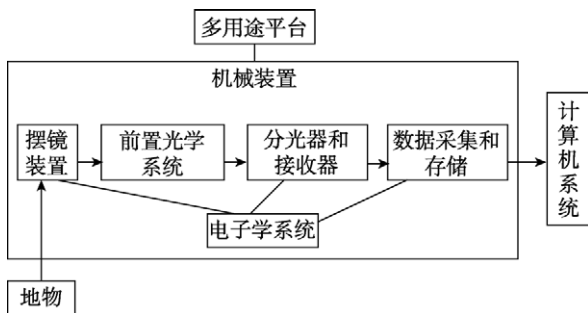 多用途平台
机械装置
摆镜
装置
前置光学
系统
分光器和
接收器
数据采集和
存储
计算机系统
电子学系统
地物